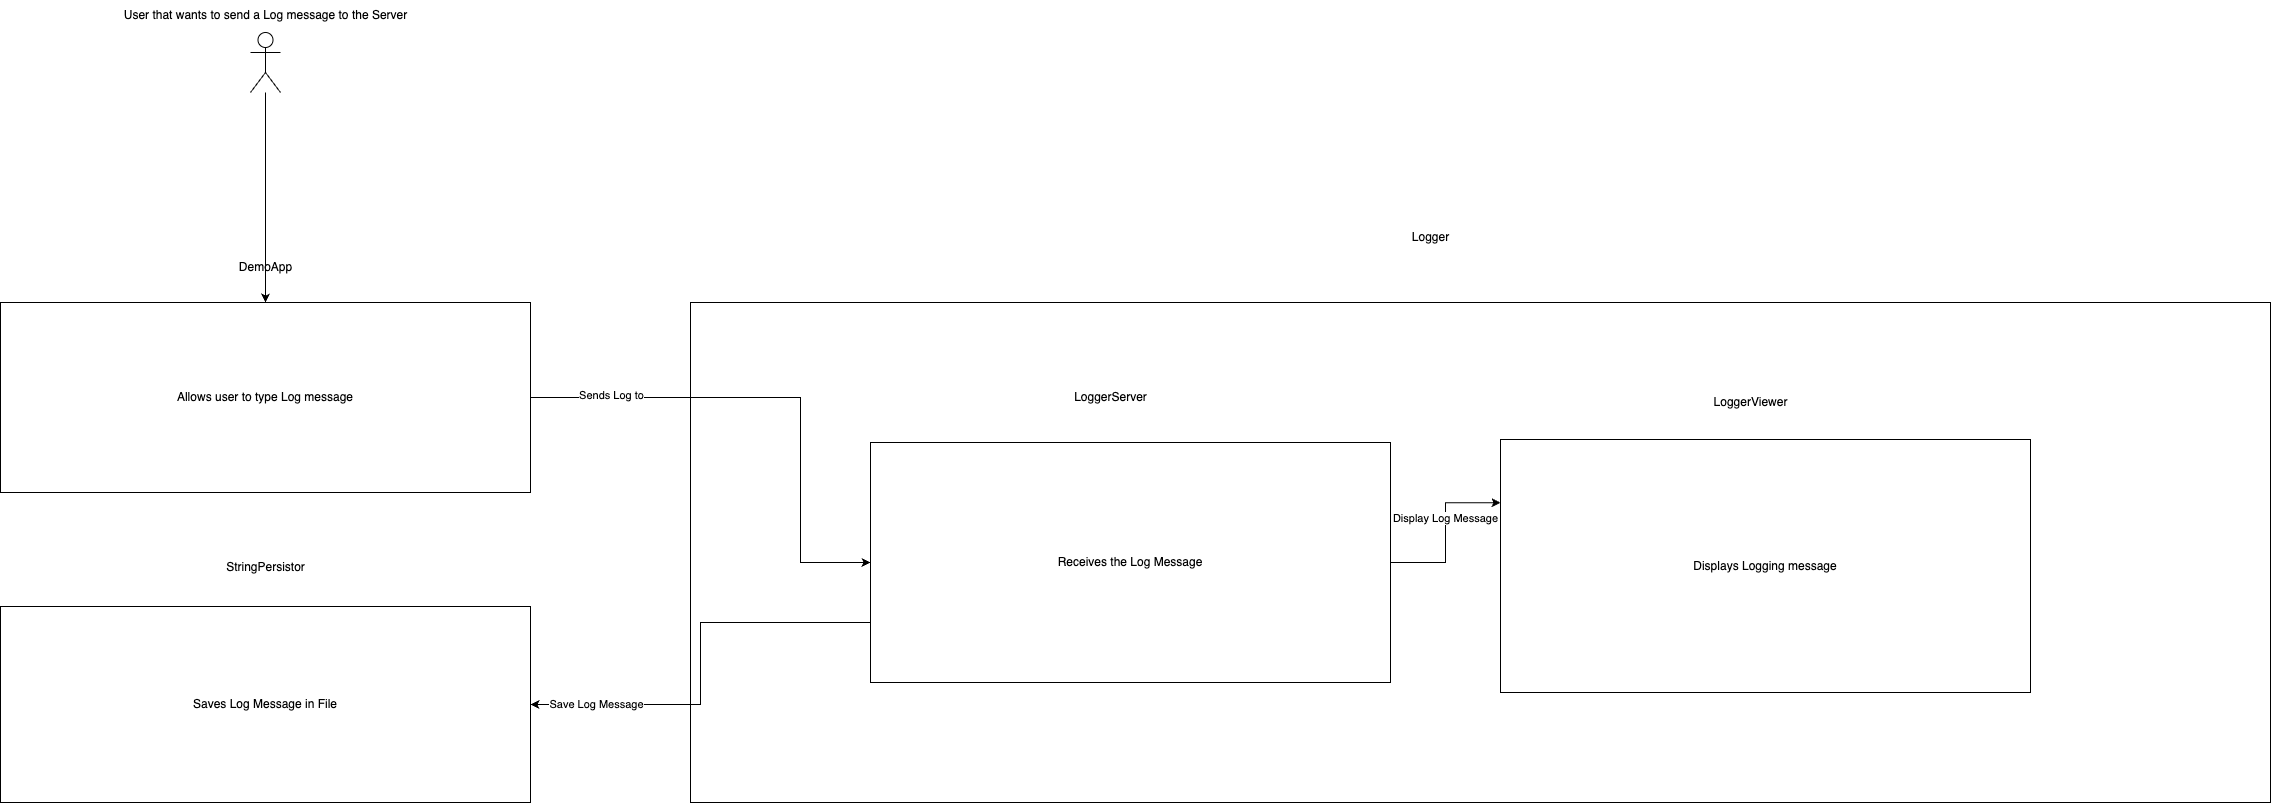 User that wants to send a Log message to the Server
Logger
DemoApp
Allows user to type Log message
Sends Log to
LoggerServer
LoggerViewer
Display Log Message
Receives the Log Message
Displays Logging message
StringPersistor
Saves Log Message in File
Save Log Message